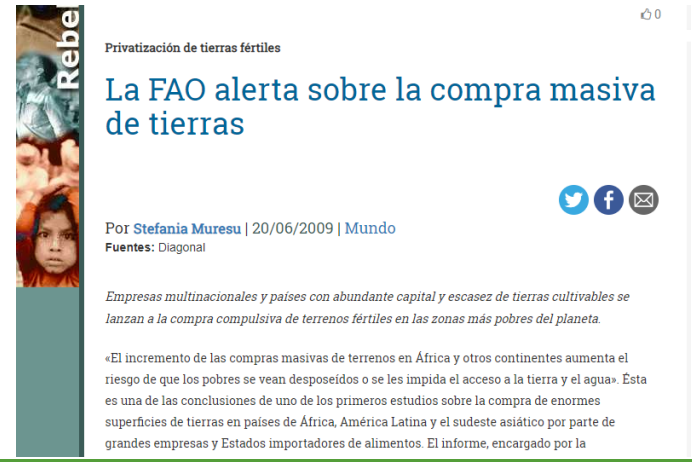 Rebel
0
Privatización de tierras fértiles
La FAO alerta sobre la compra masiva
de tierras
Por Stefania Muresu | 20/06/2009 | Mundo
Fuentes: Diagonal
Empresas multinacionales y países con abundante capital y escasez de tierras cultivables se
lanzan a la compra compulsiva de terrenos fértiles en las zonas más pobres del planeta.
«El incremento de las compras masivas de terrenos en África y otros continentes aumenta el
riesgo de que los pobres se vean desposeídos o se les impida el acceso a la tierra y el agua». Ésta
es una de las conclusiones de uno de los primeros estudios sobre la compra de enormes
superficies de tierras en países de África, América Latina y el sudeste asiático por parte de
grandes empresas y Estados importadores de alimentos. El informe, encargado por la